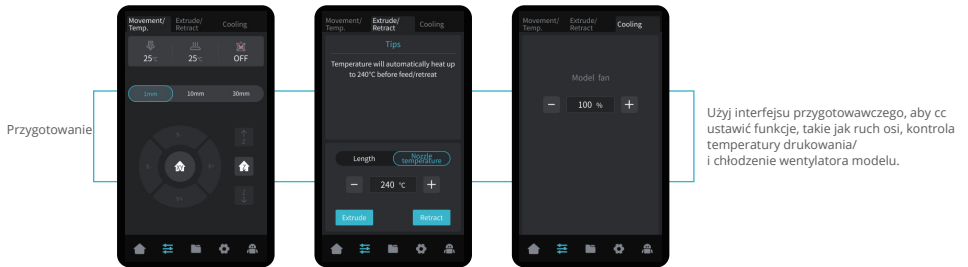 Przygotowanie
Movement/
Temp.
Extrude/
Retract
Cooling
25℃
25℃
OFF
1mm
10mm
30mm
Z
Z
Movement/
Temp.
Extrude/
Retract
Cooling
Tips
Temperature will automatically heat up
to 240°C before feed/retreat
Length
Nozzle
temperature
− 240 ℃ +
Extrude
Retract
Movement/
Temp.
Extrude/
Retract
Cooling
Model fan
− 100 % +
Użyj interfejsu przygotowawczego, aby cc
ustawić funkcje, takie jak ruch osi, kontrola
temperatury drukowania/
i chłodzenie wentylatora modelu.